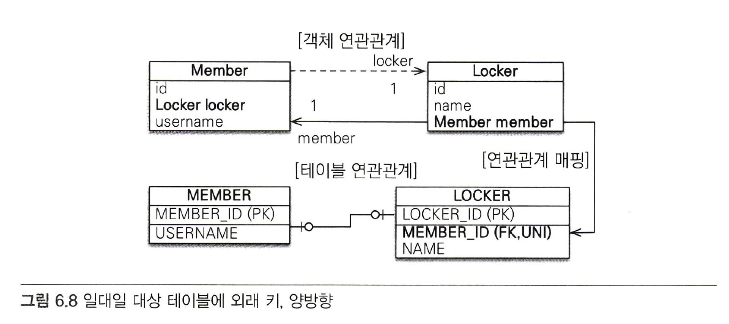 [객체 연관관계]
locker
Member
Locker
id
Locker locker
username
1
id
name
Member member
1
member
[연관관계 매핑]
[테이블 연관관계]
MEMBER
MEMBER_ID (PK)
USERNAME
LOCKER
LOCKER_ID (PK)
MEMBER_ID (FK,UNI)
NAME
그림 6.8 일대일 대상 테이블에 외래 키, 양방향